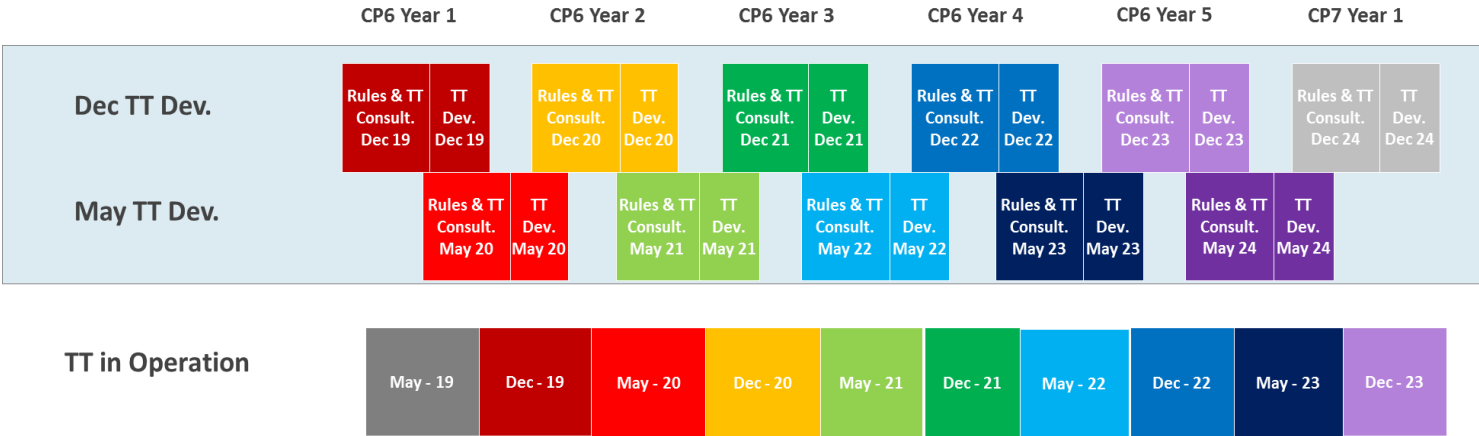 CP6 Year 1
CP6 Year 2
CP6 Year 3
CP6 Year 4
CP6 Year 5
CP7 Year 1
Dec TT Dev.
Rules & TT
Consult.
Dec 19
TT
Dev.
Dec 19
Rules & TT
Consult.
Dec 20
TT
Dev.
Dec 20
Rules & TT
Consult.
Dec 21
TT
Dev.
Dec 21
Rules & TT
Consult.
Dec 22
TT
Dev.
Dec 22
Rules & TT
Consult.
Dec 23
TT
Dev.
Dec 23
Rules & TT
Consult.
Dec 24
TT
Dev.
Dec 24
May TT Dev.
Rules & TT
Consult.
May 20
TT
Dev.
May 20
Rules & TT
Consult.
May 21
TT
Dev.
May 21
Rules & TT
Consult.
May 22
TT
Dev.
May 22
Rules & TT
Consult.
May 23
TT
Dev.
May 23
Rules & TT
Consult.
May 24
TT
Dev.
May 24
TT in Operation
May - 19
Dec - 19
May - 20
Dec - 20
May - 21
Dec - 21
May - 22
Dec - 22
May - 23
Dec - 23